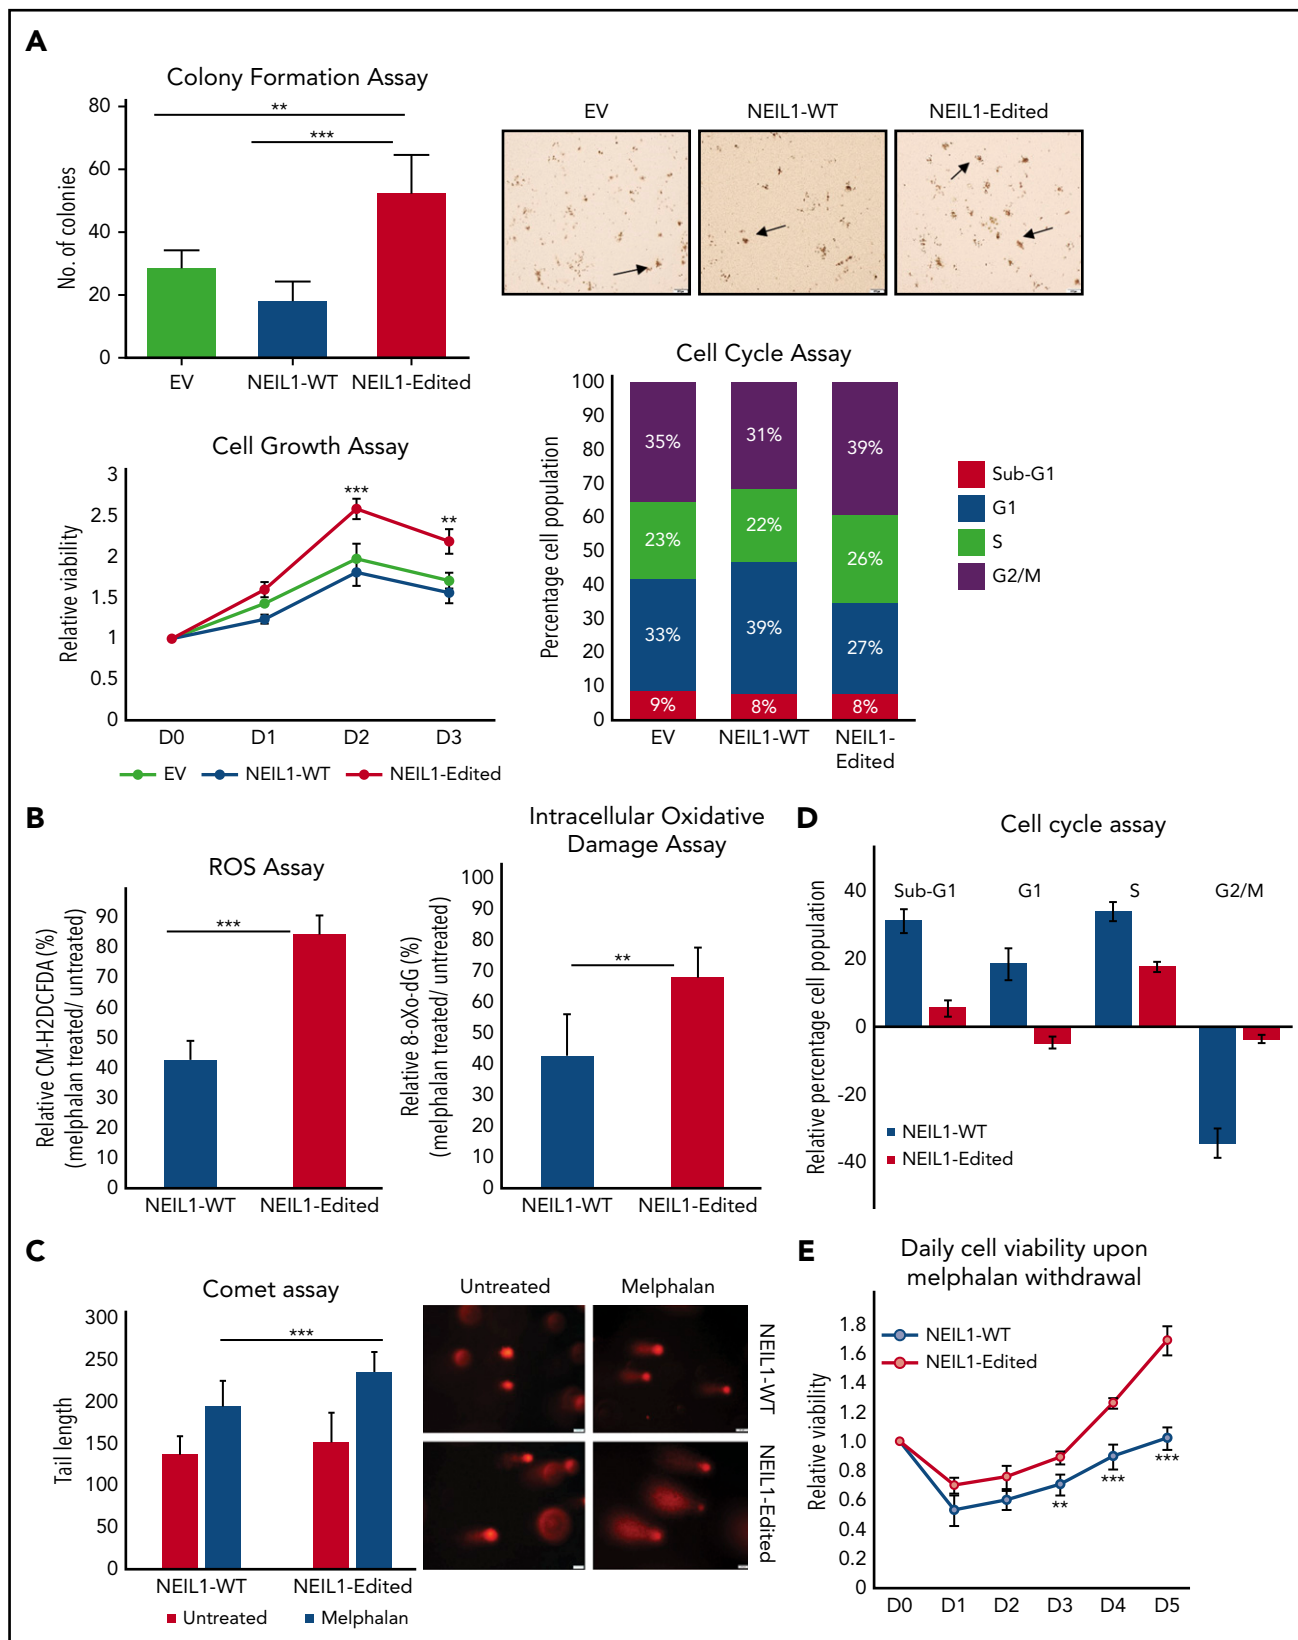 A
Colony Formation Assay
No. of colonies
80
60
40
20
0
**
***
EV
NEIL1-WT
NEIL1-Edited
EV
NEIL1-WT
NEIL1-Edited
Cell Growth Assay
Relative viability
3
2.5
2
1.5
1
0.5
0
***
**
D0
D1
D2
D3
EV
NEIL1-WT
NEIL1-Edited
Cell Cycle Assay
Percentage cell population
100
90
80
70
60
50
40
30
20
10
0
35%
23%
33%
9%
31%
22%
39%
8%
39%
26%
27%
8%
EV
NEIL1-WT
NEIL1-
Edited
Sub-G1
G1
S
G2/M
B
ROS Assay
Relative CM-H2DCFDA (%)
(melphalan treated/ untreated)
90
80
70
60
50
40
30
20
10
0
***
NEIL1-WT
NEIL1-Edited
Intracellular Oxidative
Damage Assay
Relative 8-oXo-dG (%)
(melphalan treated/ untreated)
100
90
80
70
60
50
40
30
20
10
0
**
NEIL1-WT
NEIL1-Edited
D
Cell cycle assay
Relative percentage cell population
40
20
0
-20
-40
Sub-G1
G1
S
G2/M
NEIL1-WT
NEIL1-Edited
C
Comet assay
Tail length
300
250
200
150
100
50
0
***
NEIL1-WT
NEIL1-Edited
Untreated
Melphalan
Untreated
Melphalan
NEIL1-WT
NEIL1-Edited
E
Daily cell viability upon
melphalan withdrawal
Relative viability
1.8
1.6
1.4
1.2
1.0
0.8
0.6
0.4
0.2
0
NEIL1-WT
NEIL1-Edited
**
***
***
D0
D1
D2
D3
D4
D5